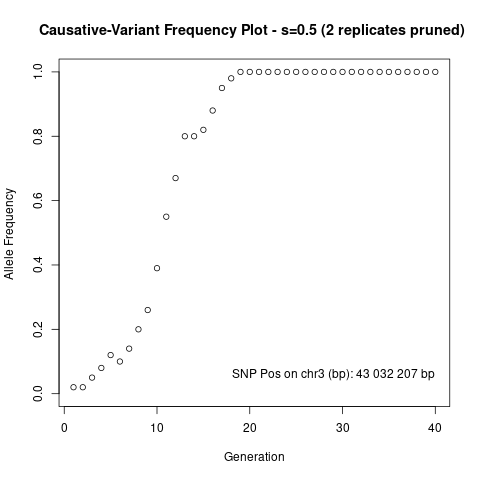 Causative-Variant Frequency Plot - s=0.5 (2 replicates pruned)
Allele Frequency
1.0
0.8
0.6
0.4
0.2
0.0
SNP Pos on chr3 (bp): 43 032 207 bp
0 10 20 30 40
Generation